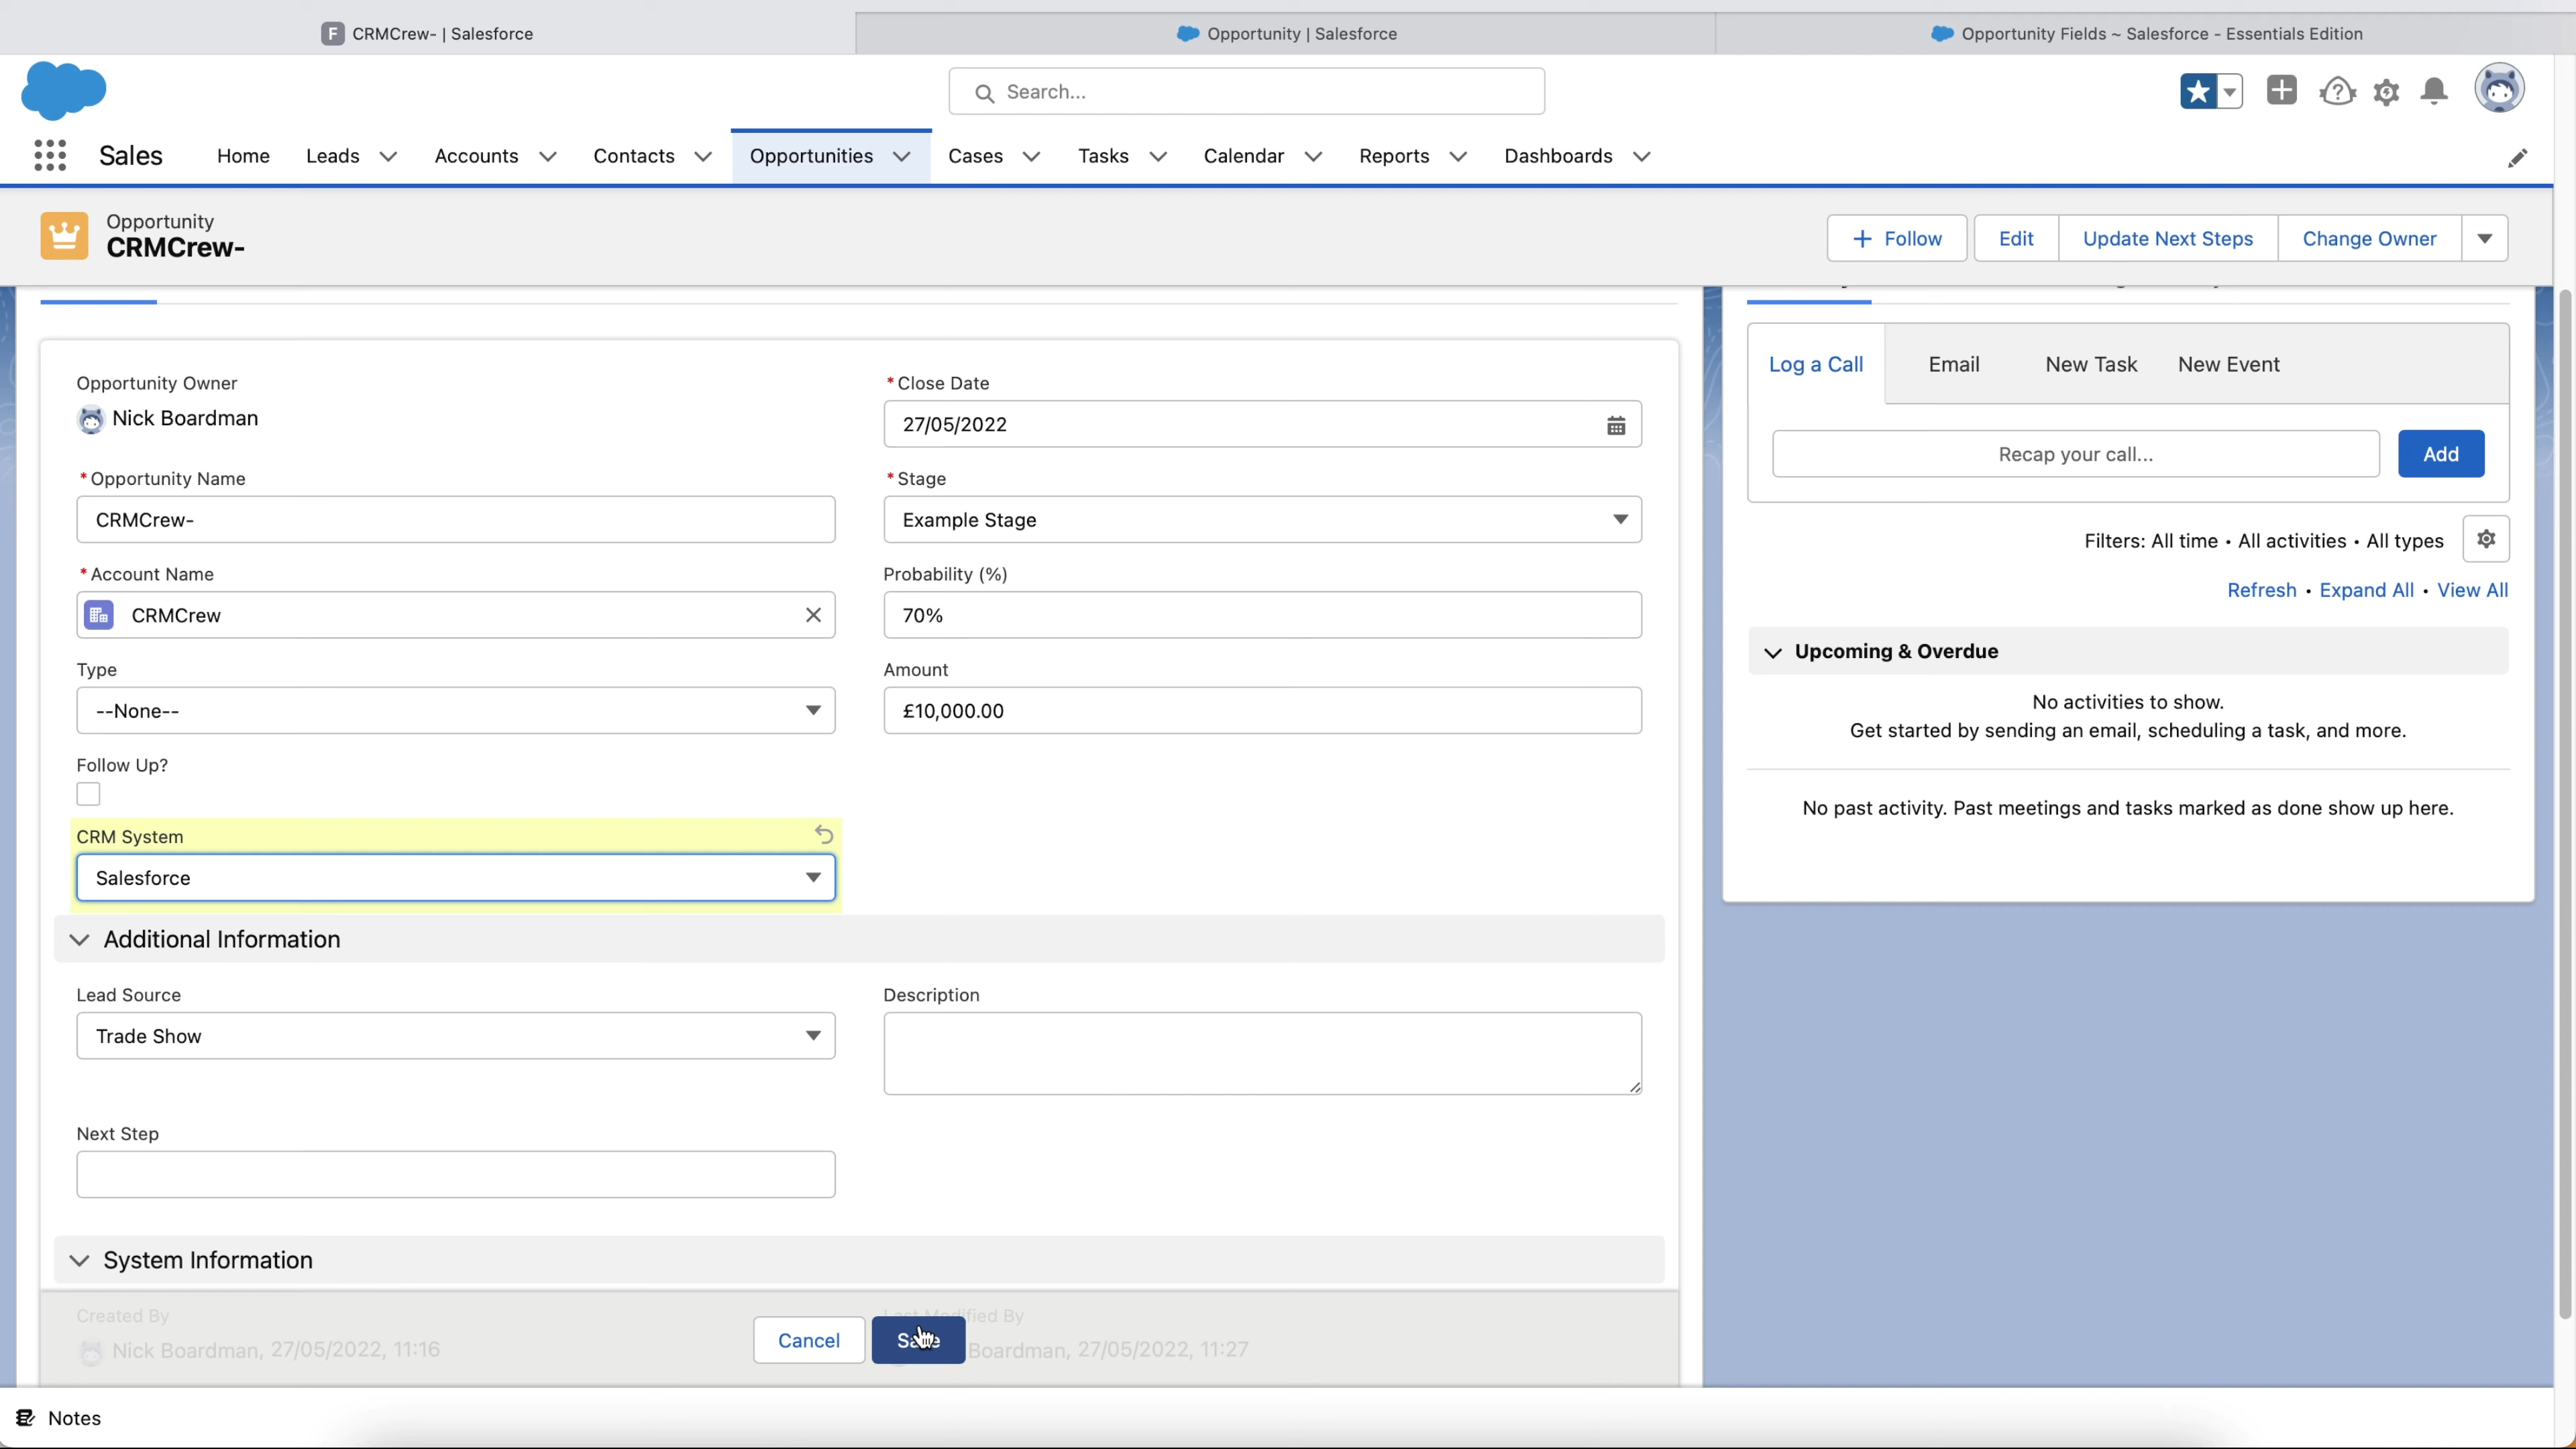 F CRMCrew- | Salesforce
Opportunity | Salesforce
Opportunity Fields ~ Salesforce - Essentials Edition
Search...
Sales
Home
Leads
Accounts
Contacts
Opportunities
Cases
Tasks
Calendar
Reports
Dashboards
Opportunity
CRMCrew-
+ Follow
Edit
Update Next Steps
Change Owner
Opportunity Owner
Nick Boardman
* Close Date
27/05/2022
* Opportunity Name
CRMCrew-
* Stage
Example Stage
* Account Name
CRMCrew
Probability (%)
70%
Type
--None--
Amount
£10,000.00
Follow Up?
CRM System
Salesforce
Additional Information
Lead Source
Trade Show
Description
Next Step
System Information
Created By
Nick Boardman, 27/05/2022, 11:16
Last Modified By
Boardman, 27/05/2022, 11:27
Cancel
Save
Log a Call
Email
New Task
New Event
Recap your call...
Add
Filters: All time • All activities • All types
Refresh • Expand All • View All
Upcoming & Overdue
No activities to show.
Get started by sending an email, scheduling a task, and more.
No past activity. Past meetings and tasks marked as done show up here.
Notes